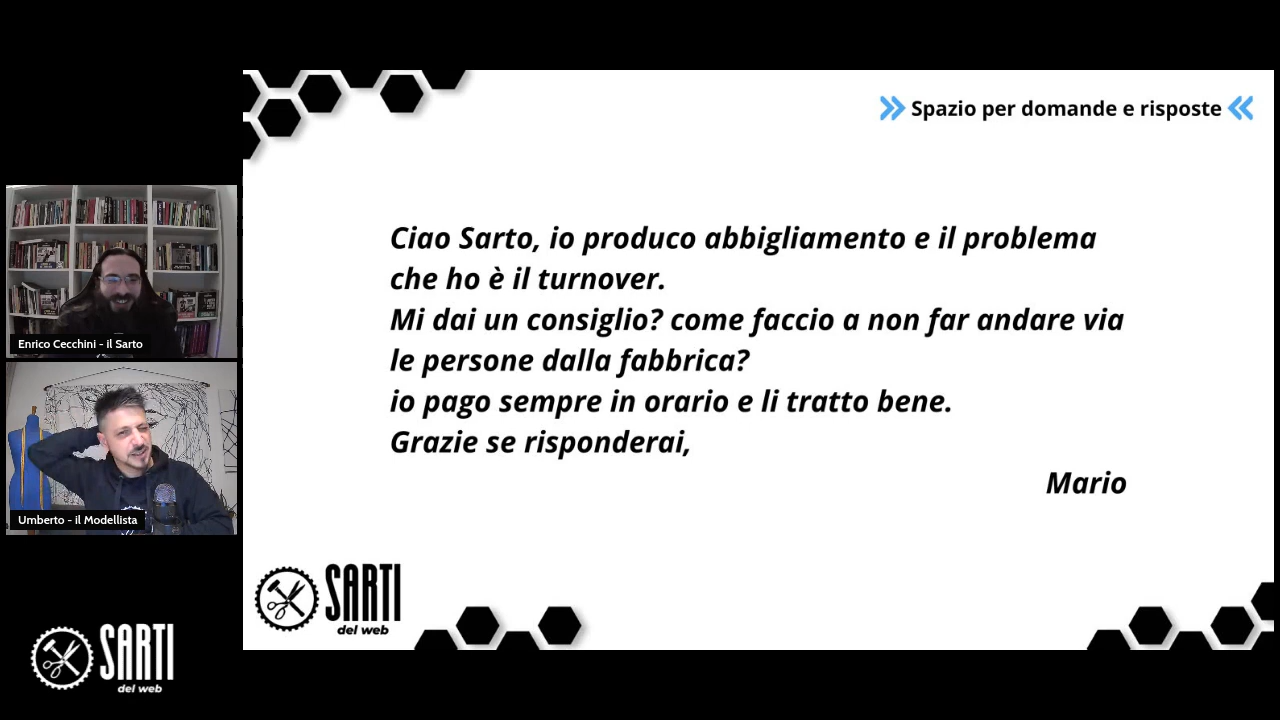 Spazio per domande e risposte
Ciao Sarto, io produco abbigliamento e il problema
che ho è il turnover.
Mi dai un consiglio? come faccio a non far andare via
le persone dalla fabbrica?
io pago sempre in orario e li tratto bene.
Grazie se risponderai,
Mario
Enrico Cecchini - il Sarto
Umberto - il Modellista
SARTI
del web
SARTI
del web